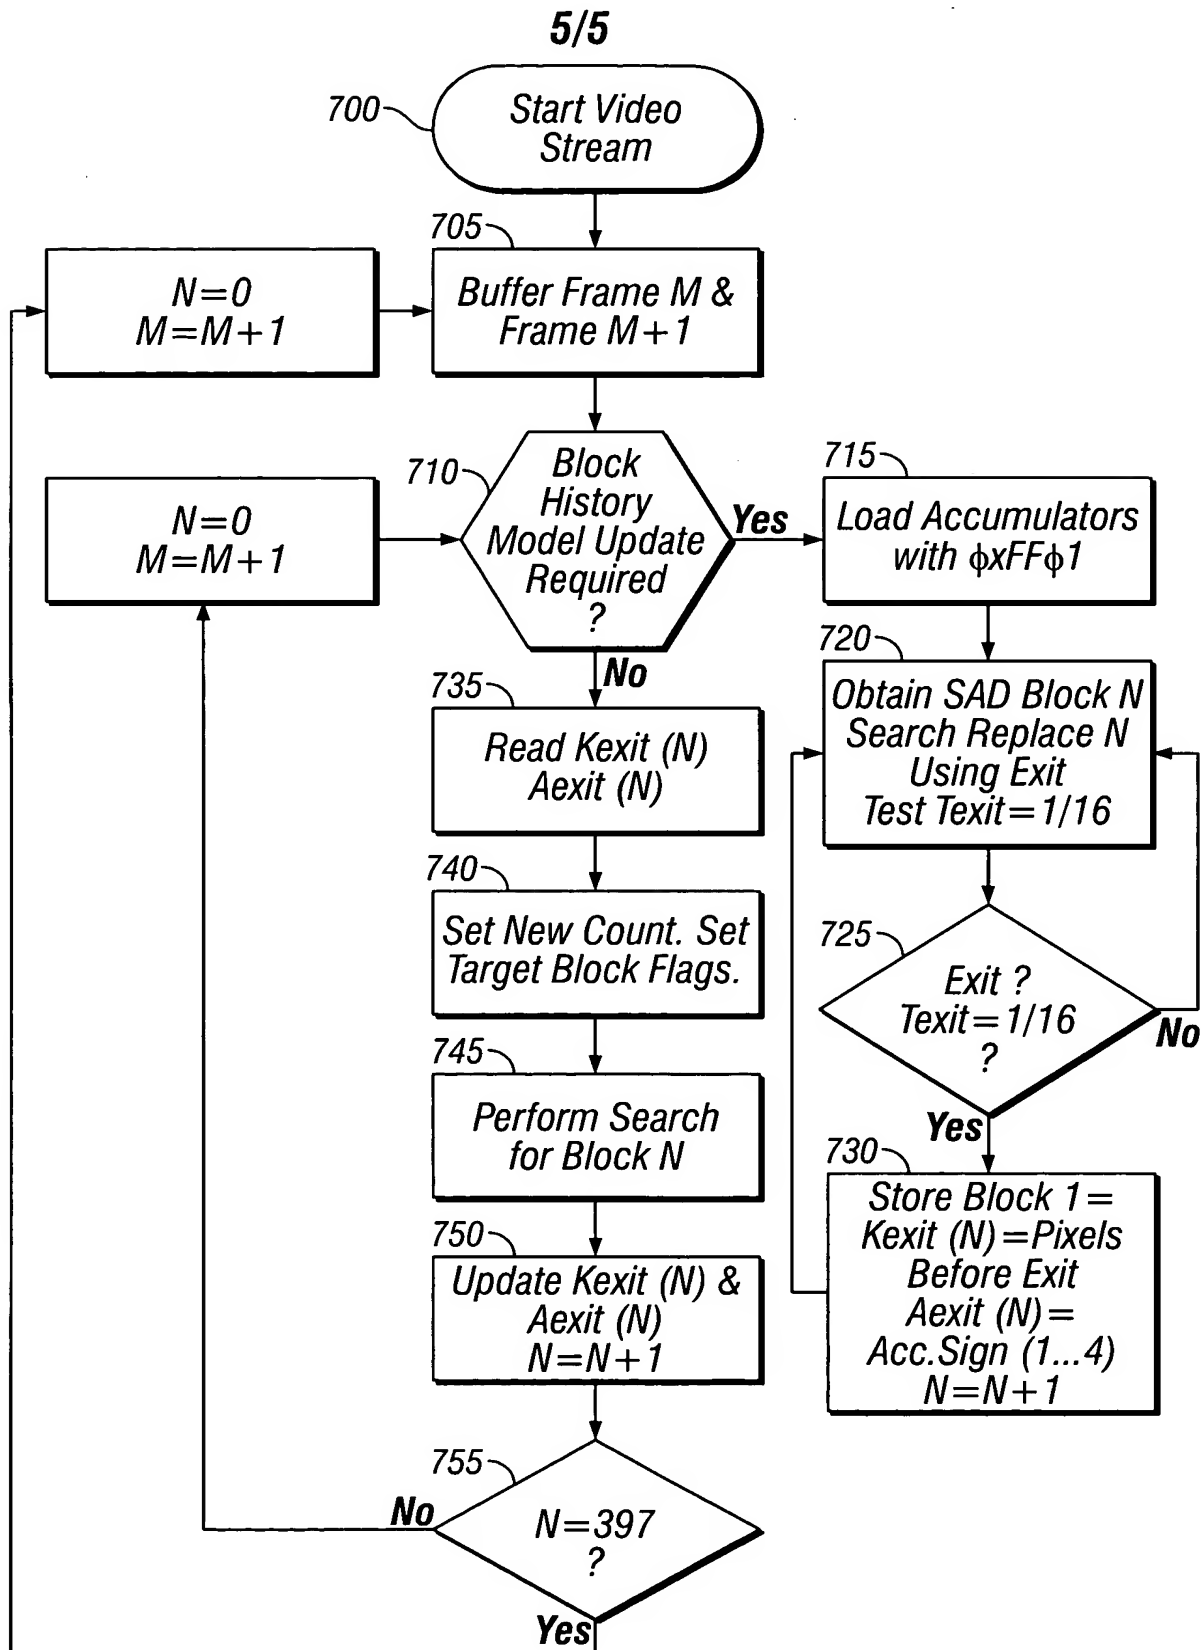 5/5
700
Start Video
Stream
705
N=0
M=M+1
Buffer Frame M &
Frame M+1
710
Block
History
Model Update
Required
?
Yes
No
N=0
M=M+1
715
Load Accumulators
with ϕxFFϕ1
720
Obtain SAD Block N
Search Replace N
Using Exit
Test Texit=1/16
735
Read Kexit (N)
Aexit (N)
740
Set New Count. Set
Target Block Flags.
725
Exit ?
Texit=1/16
?
No
Yes
745
Perform Search
for Block N
730
Store Block 1=
Kexit (N)=Pixels
Before Exit
Aexit (N)=
Acc.Sign (1...4)
N=N+1
750
Update Kexit (N) &
Aexit (N)
N=N+1
755
N=397
?
No
Yes